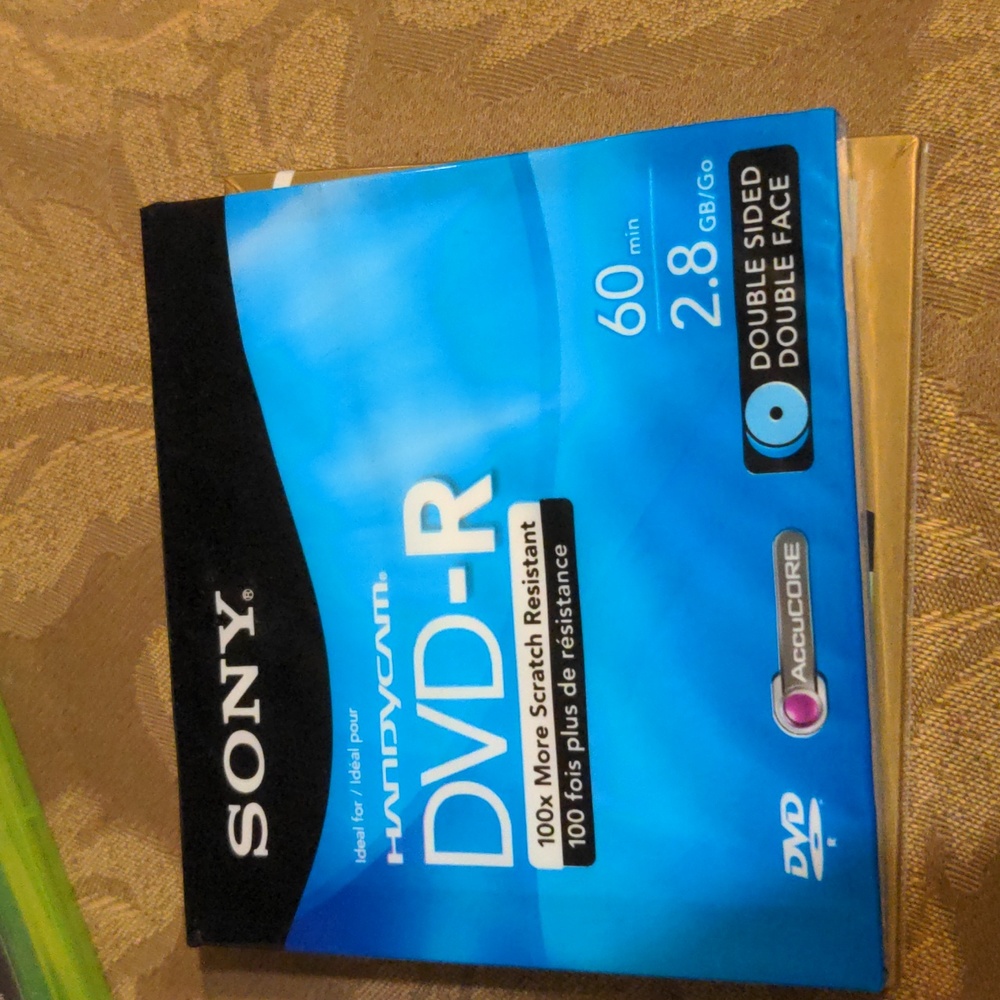 SONY®
Ideal for / Idéal pour
HANDYCAM®
DVD-R
100x More Scratch Resistant
100 fois plus de résistance
60 min
2.8 GB/Go
DVD
R
AccuCORE
DOUBLE SIDED
DOUBLE FACE